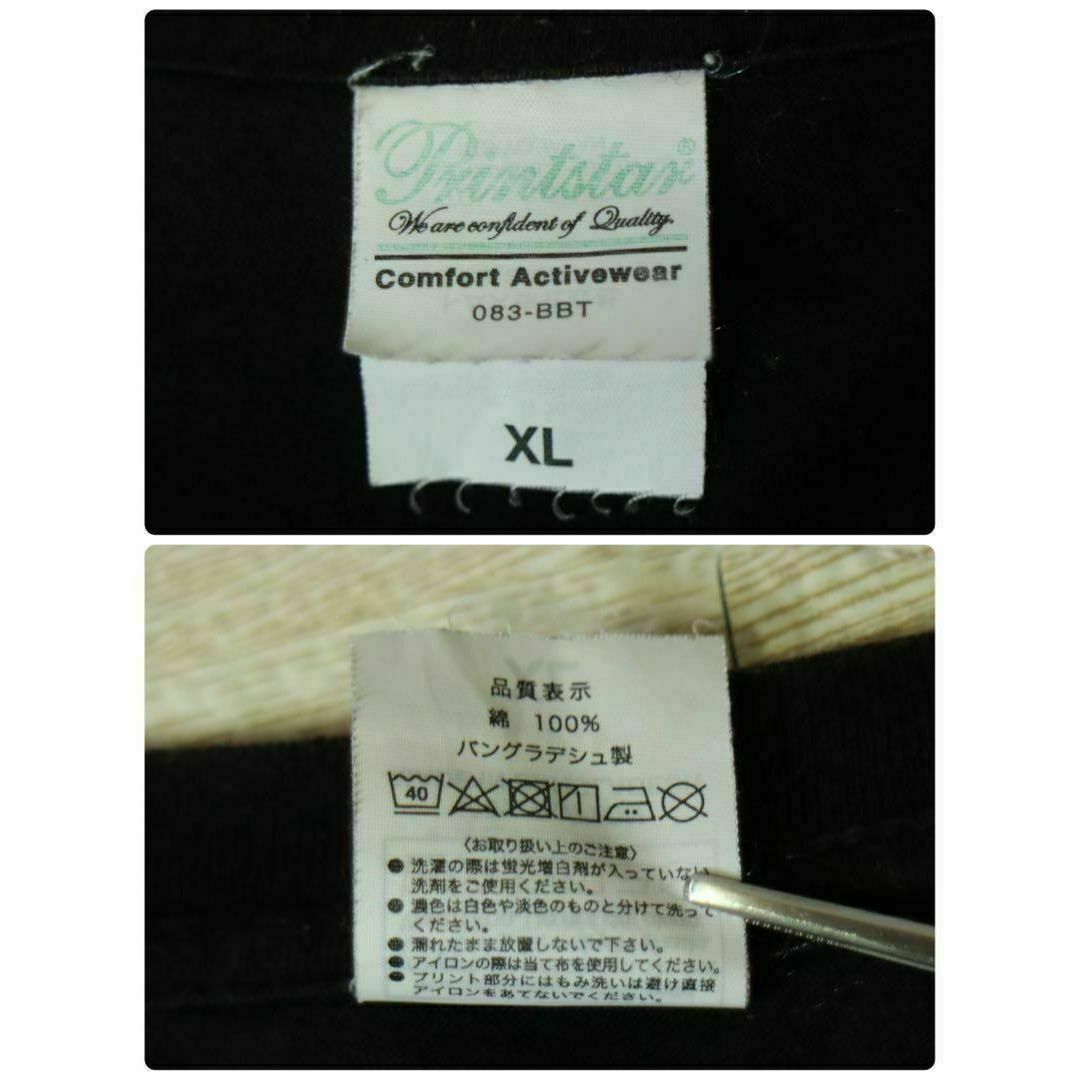 Printstar®
We are confident of Quality.
Comfort Activewear
083-BBT
XL
品質表示
綿 100%
バングラデシュ製
40
〈お取り扱い上のご注意〉
● 洗濯の際は蛍光増白剤が入っていない
洗剤をご使用ください。
● 濃色は白色や淡色のものと分けて洗って
ください。
● 濡れたまま放置しないで下さい。
● アイロンの際は当て布を使用してください。
● プリント部分にはもみ洗いは避け直接
アイロンをあてないでください。